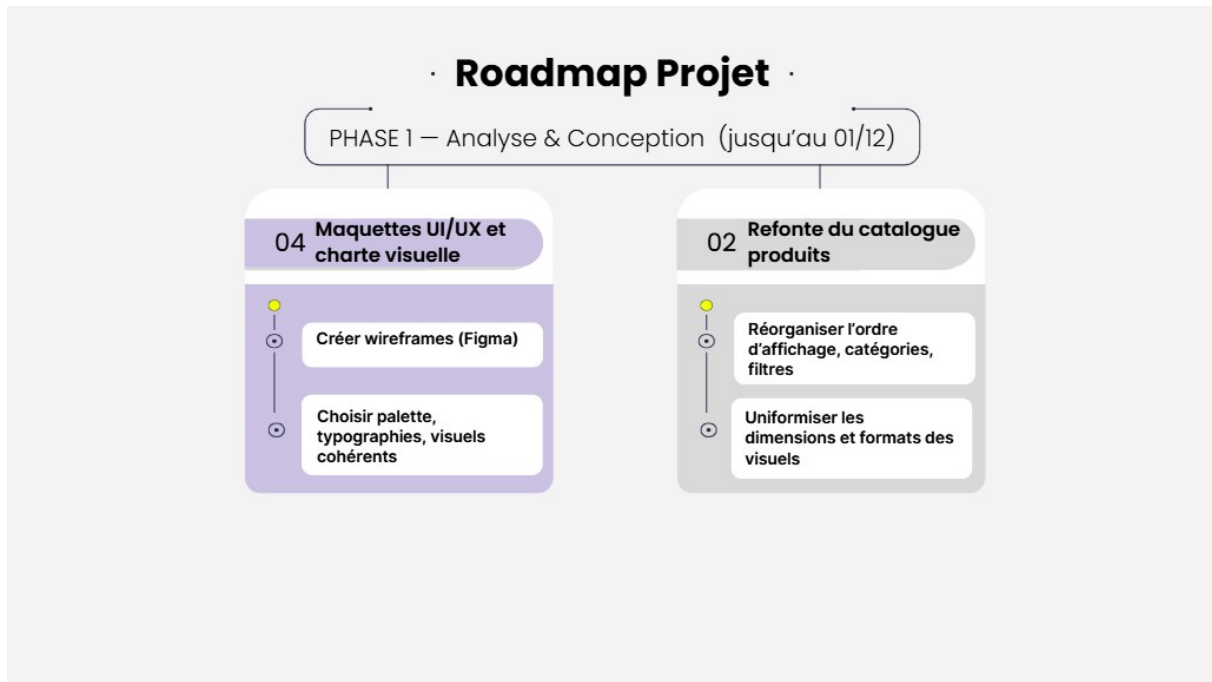 · Roadmap Projet ·
PHASE 1 — Analyse & Conception (jusqu’au 01/12)
04
Maquettes UI/UX et
charte visuelle
Créer wireframes (Figma)
Choisir palette,
typographies, visuels
cohérents
02
Refonte du catalogue
produits
Réorganiser l’ordre
d’affichage, catégories,
filtres
Uniformiser les
dimensions et formats des
visuels